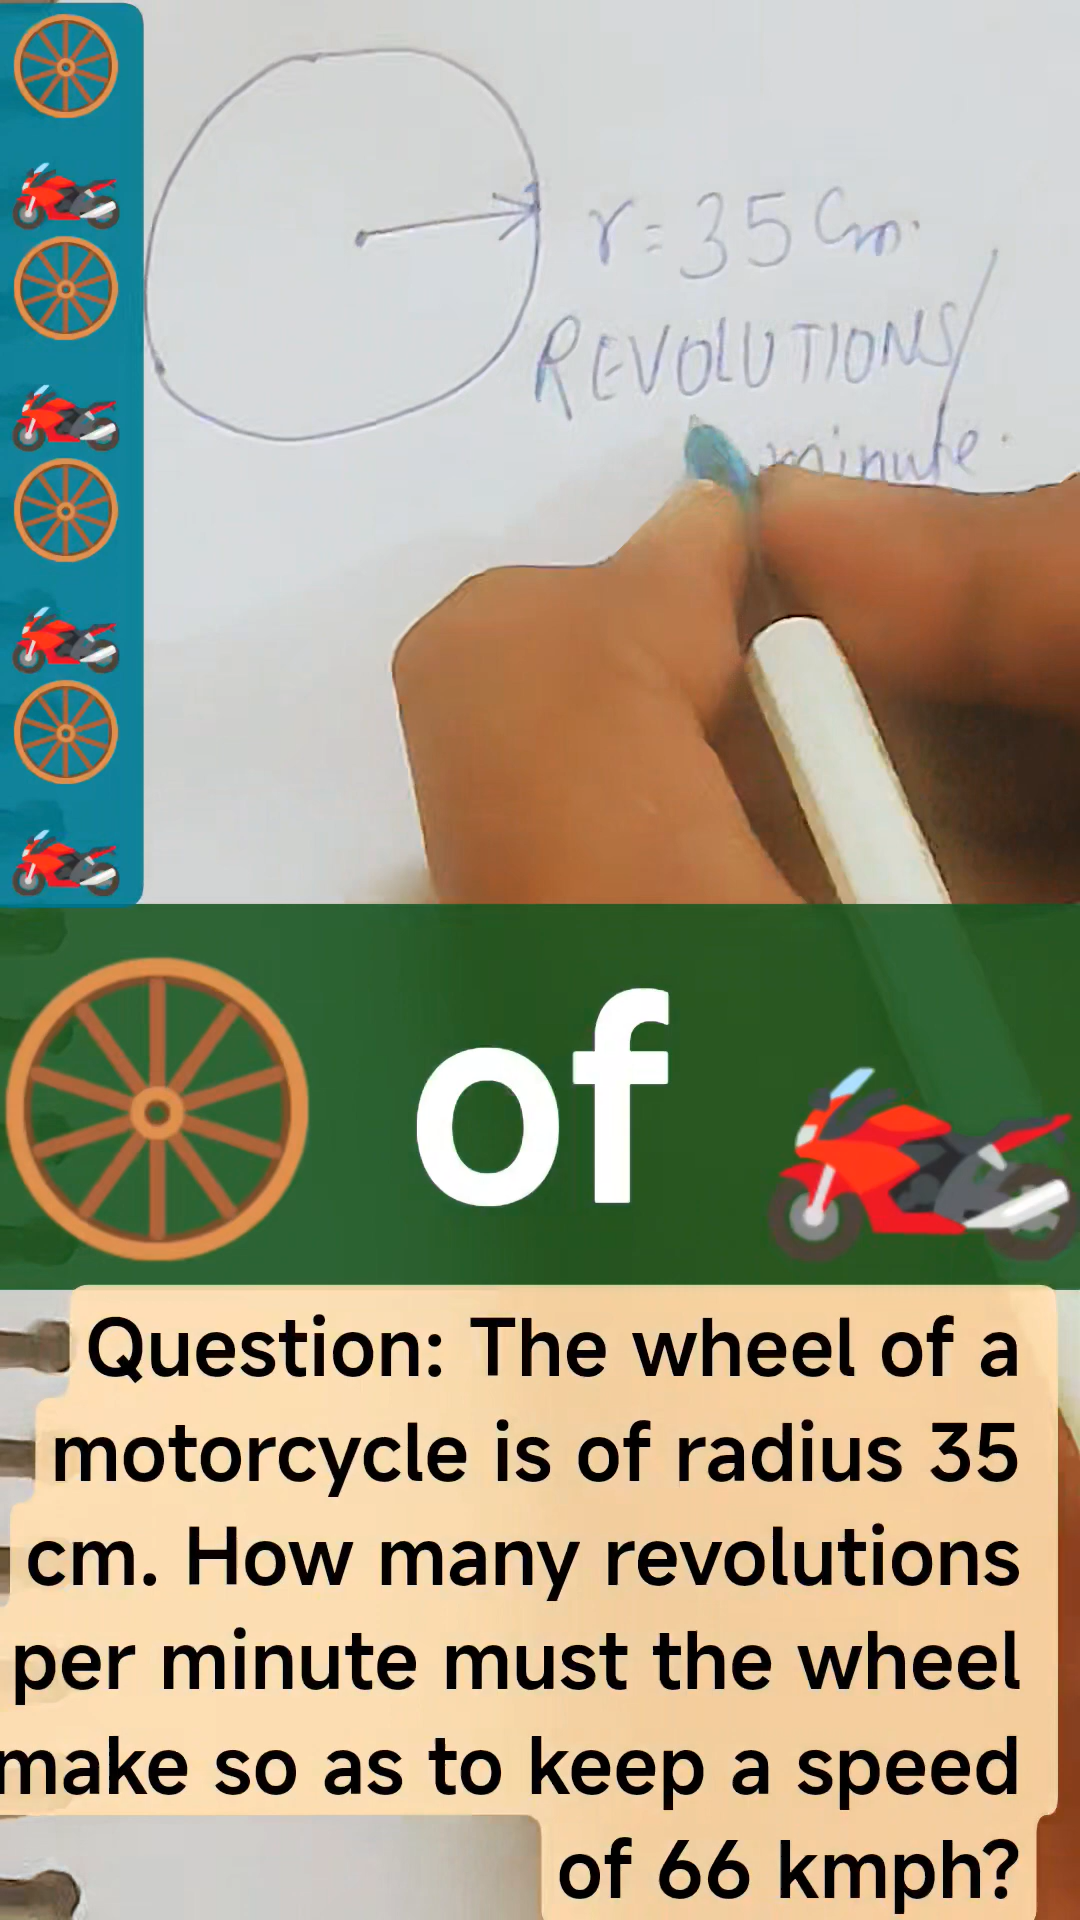 r = 35 Cm.
REVOLUTIONS/
minute.
of
Question: The wheel of a
motorcycle is of radius 35
cm. How many revolutions
per minute must the wheel
make so as to keep a speed
of 66 kmph?